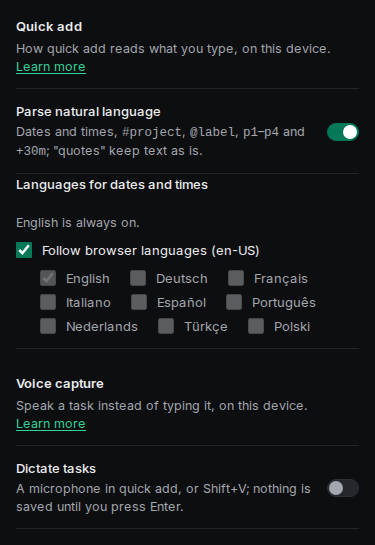 Quick add
How quick add reads what you type, on this device.
Learn more
Parse natural language
Dates and times, #project, @label, p1–p4 and
+30m; "quotes" keep text as is.
Languages for dates and times
English is always on.
Follow browser languages (en-US)
English Deutsch Français
Italiano Español Português
Nederlands Türkçe Polski
Voice capture
Speak a task instead of typing it, on this device.
Learn more
Dictate tasks
A microphone in quick add, or Shift+V; nothing is
saved until you press Enter.